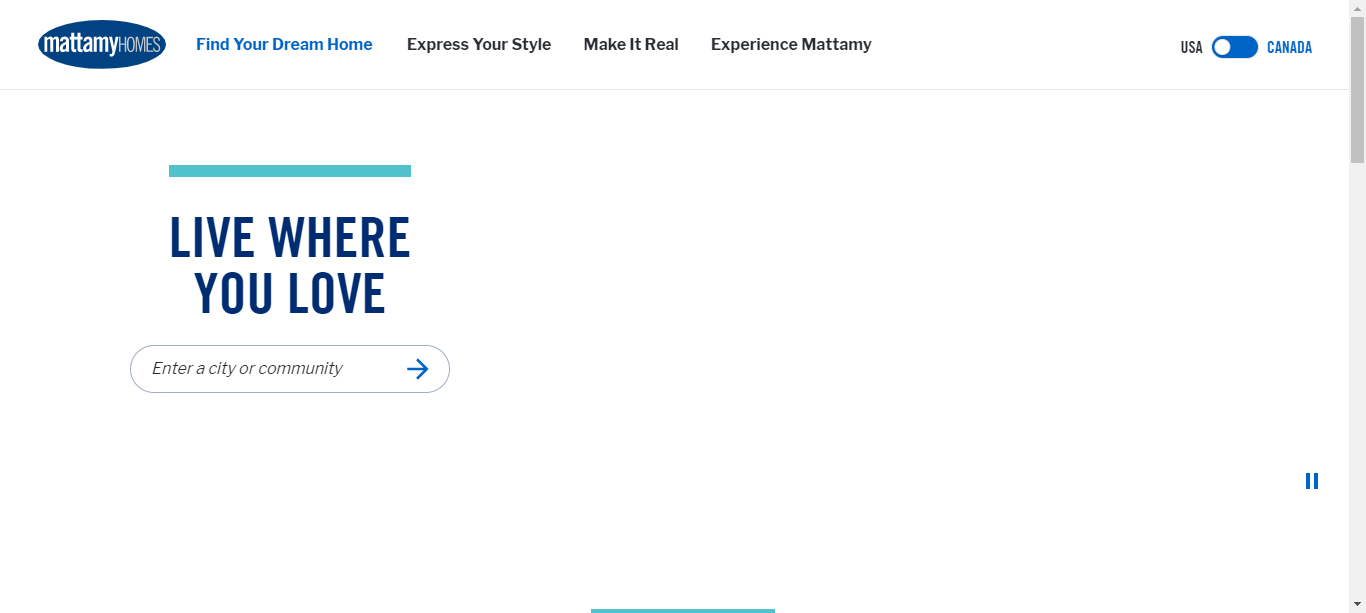 mattamyHOMES
Find Your Dream Home
Express Your Style
Make It Real
Experience Mattamy
USA
CANADA
LIVE WHERE
YOU LOVE
Enter a city or community